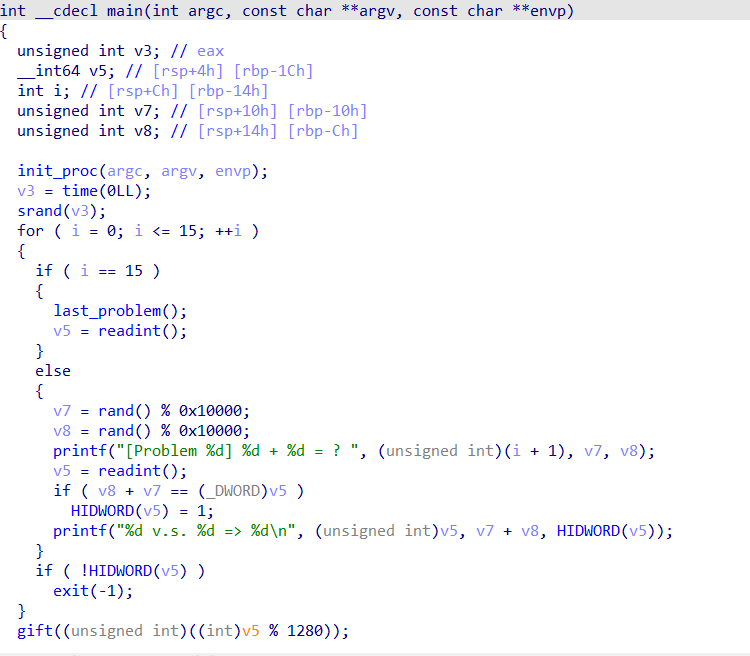 int __cdecl main(int argc, const char **argv, const char **envp)
{
  unsigned int v3; // eax
  __int64 v5; // [rsp+4h] [rbp-1Ch]
  int i; // [rsp+Ch] [rbp-14h]
  unsigned int v7; // [rsp+10h] [rbp-10h]
  unsigned int v8; // [rsp+14h] [rbp-Ch]

  init_proc(argc, argv, envp);
  v3 = time(0LL);
  srand(v3);
  for ( i = 0; i <= 15; ++i )
  {
    if ( i == 15 )
    {
      last_problem();
      v5 = readint();
    }
    else
    {
      v7 = rand() % 0x10000;
      v8 = rand() % 0x10000;
      printf("[Problem %d] %d + %d = ? ", (unsigned int)(i + 1), v7, v8);
      v5 = readint();
      if ( v8 + v7 == (_DWORD)v5 )
        HIDWORD(v5) = 1;
      printf("%d v.s. %d => %d\n", (unsigned int)v5, v7 + v8, HIDWORD(v5));
    }
    if ( !HIDWORD(v5) )
      exit(-1);
  }
  gift((unsigned int)((int)v5 % 1280));